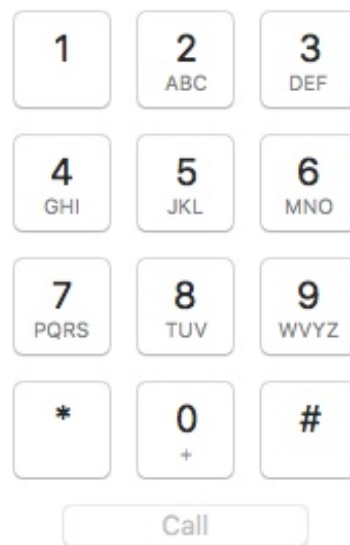 1 2 3
ABC DEF
4 5 6
GHI JKL MNO
7 8 9
PQRS TUV WVYZ
* 0 #
+
Call